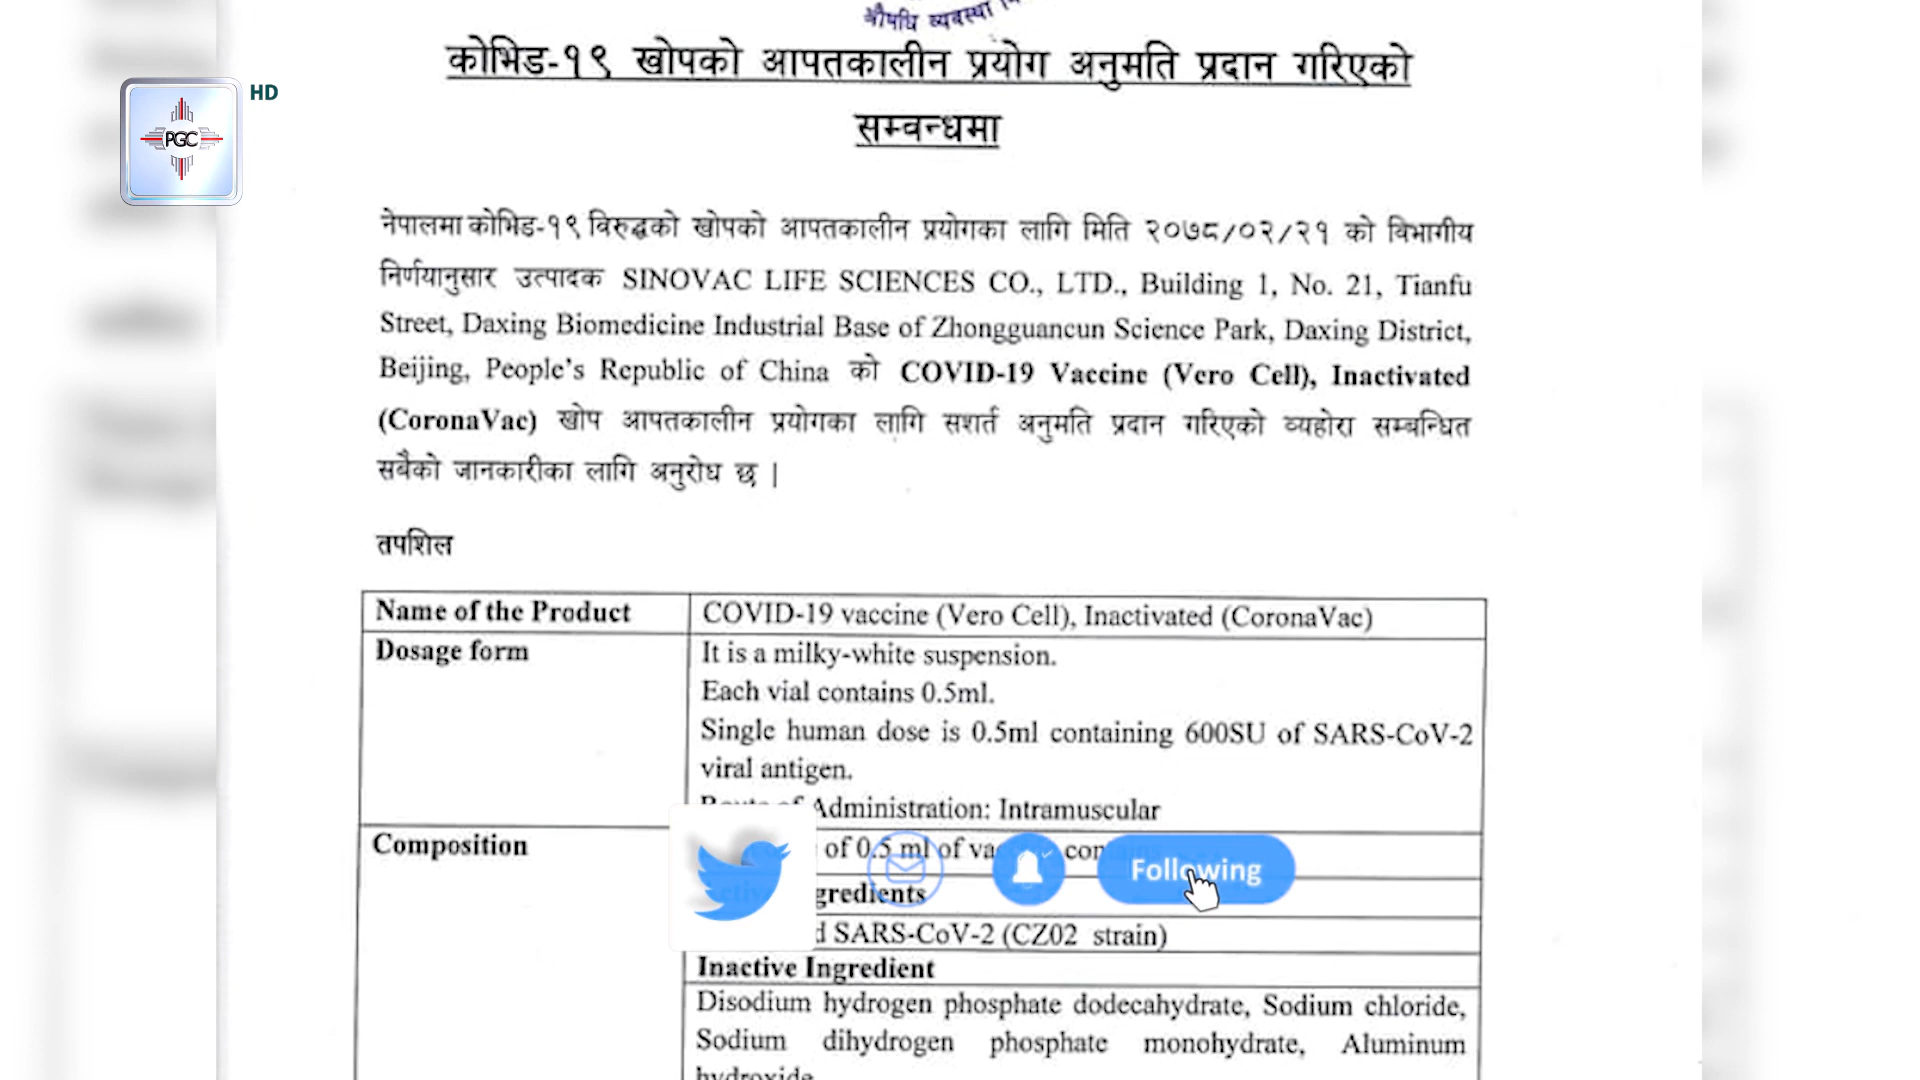 औषधि व्यवस्था
कोभिड-१९ खोपको आपतकालीन प्रयोग अनुमति प्रदान गरिएको
सम्बन्धमा
HD
PGC
नेपालमा कोभिड-१९ विरुद्धको खोपको आपतकालीन प्रयोगका लागि मिति २०७८/०२/२१ को विभागीय
निर्णयानुसार उत्पादक SINOVAC LIFE SCIENCES CO., LTD., Building 1, No. 21, Tianfu
Street, Daxing Biomedicine Industrial Base of Zhongguancun Science Park, Daxing District,
Beijing, People's Republic of China को COVID-19 Vaccine (Vero Cell), Inactivated
(CoronaVac) खोप आपतकालीन प्रयोगका लागि सशर्त अनुमति प्रदान गरिएको व्यहोरा सम्बन्धित
सबैको जानकारीका लागि अनुरोध छ |
तपशिल
Name of the Product COVID-19 vaccine (Vero Cell), Inactivated (CoronaVac)
Dosage form It is a milky-white suspension.
Each vial contains 0.5ml.
Single human dose is 0.5ml containing 600SU of SARS-CoV-2
viral antigen.
Administration: Intramuscular
Composition of 0.5 ml of
Following
SARS-CoV-2 (CZ02 strain)
Inactive Ingredient
Disodium hydrogen phosphate dodecahydrate, Sodium chloride,
Sodium dihydrogen phosphate monohydrate, Aluminum
hydroxide